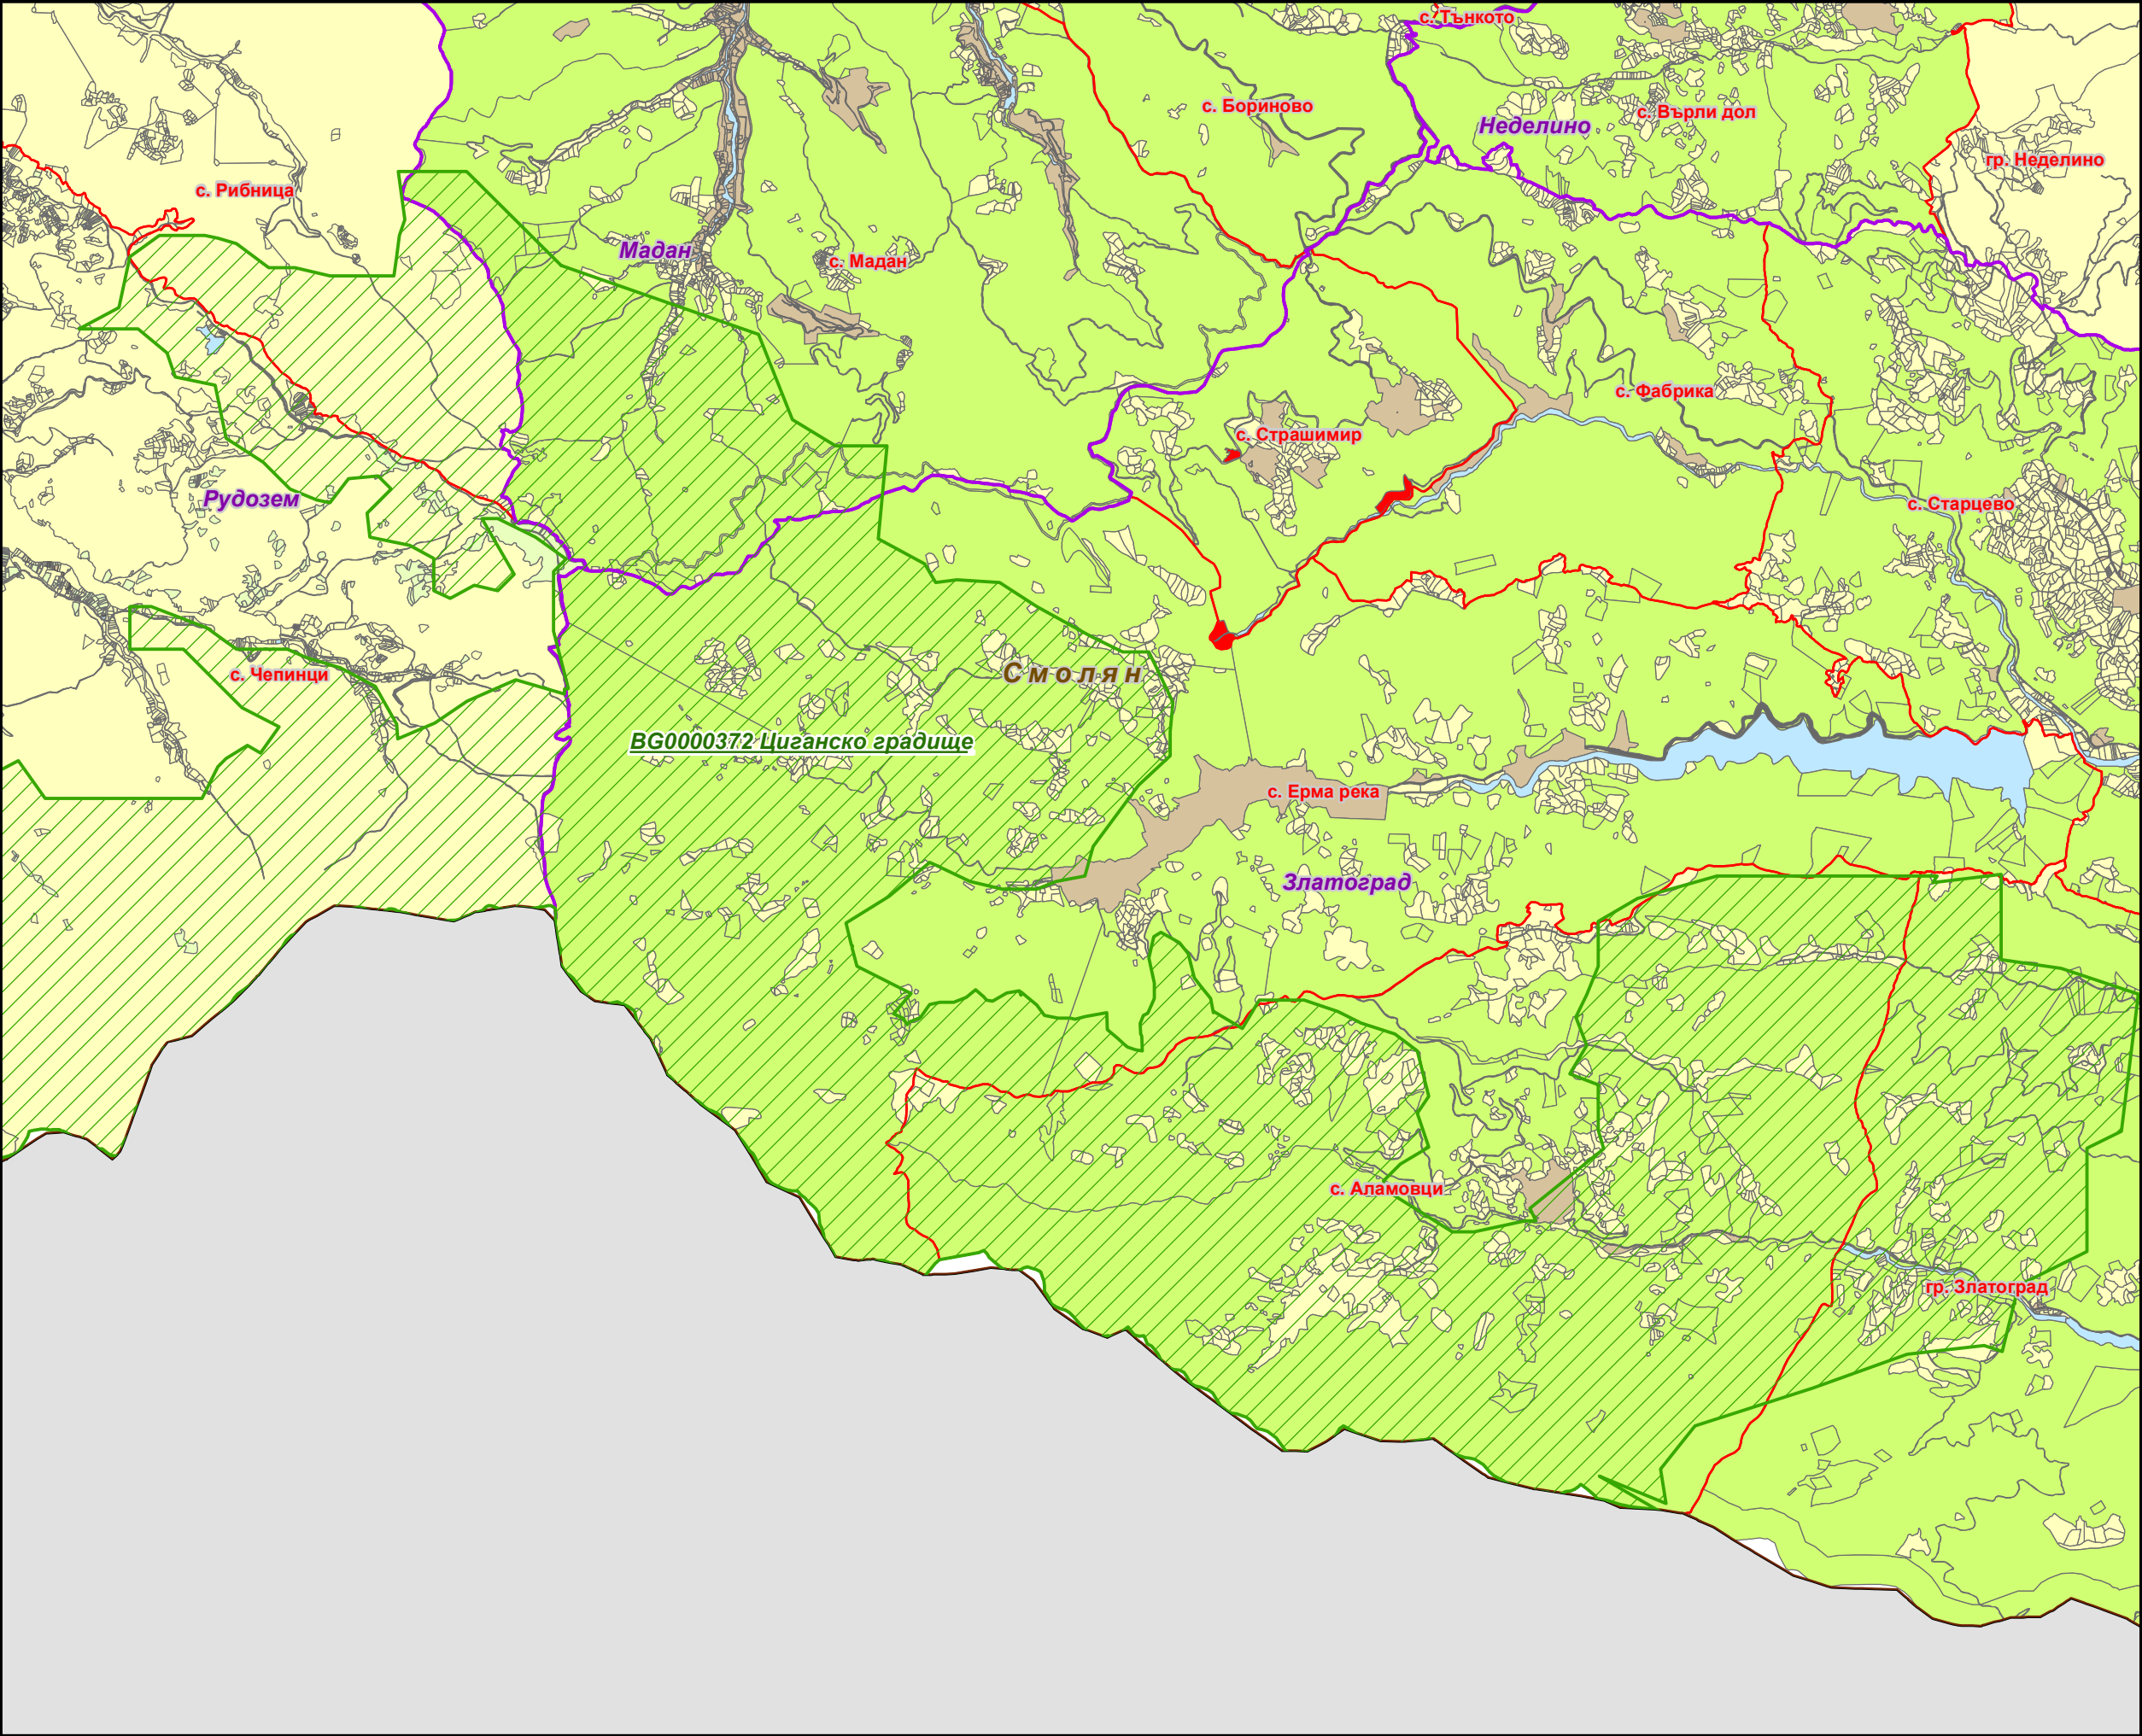 с. Тънкото
с. Бориново
с. Върли дол
Неделино
гр. Неделино
с. Рибница
Мадан
с. Мадан
с. Фабрика
с. Страшимир
Рудозем
с. Старцево
с. Чепинци
Смолян
BG0000372 Циганско градище
с. Ерма река
Златоград
с. Аламовци
гр. Златоград